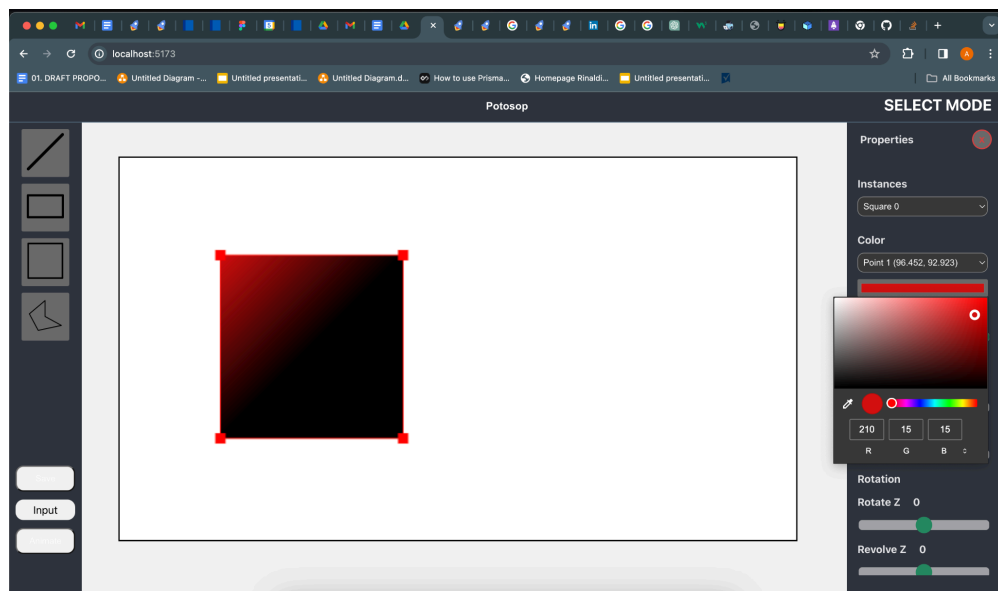 localhost:5173
01. DRAFT PROPO...
Untitled Diagram -...
Untitled presentati...
Untitled Diagram.d...
How to use Prisma...
Homepage Rinaldi...
Untitled presentati...
All Bookmarks
Potosop
SELECT MODE
Properties
Instances
Square 0
Color
Point 1 (96.452, 92.923)
210 15 15
R G B
Rotation
Rotate Z 0
Revolve Z 0
Input